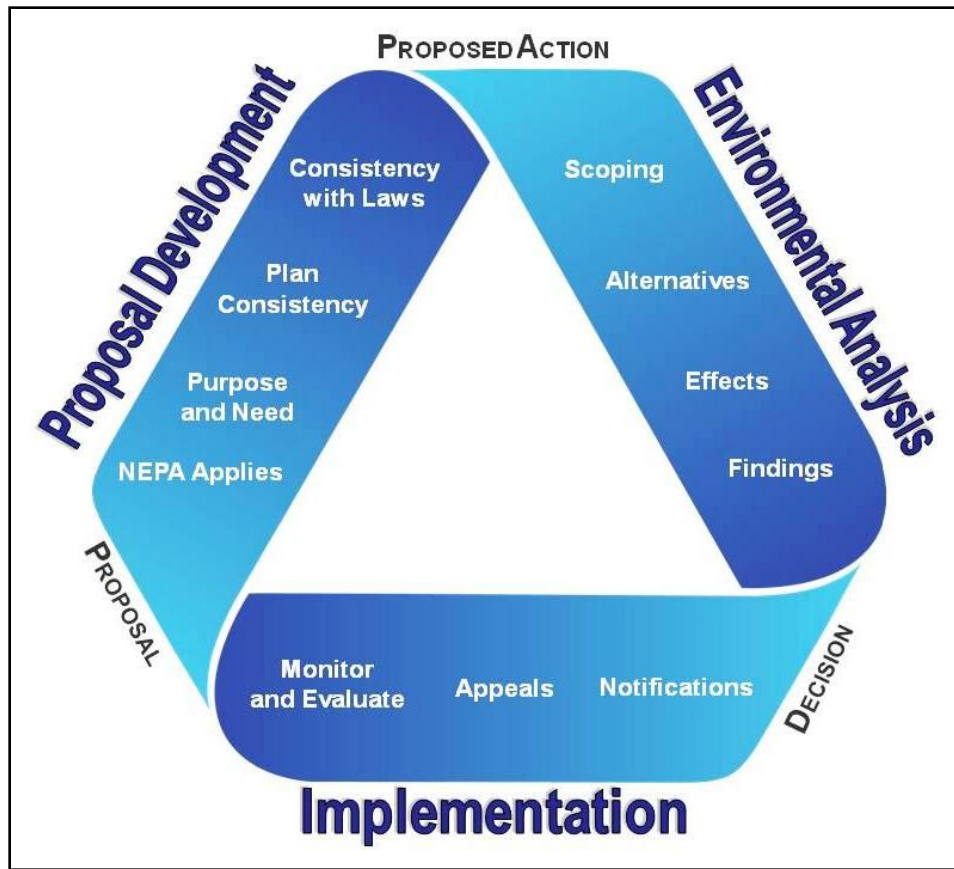 PROPOSED ACTION
Proposal Development
Environmental Analysis
Consistency
with Laws
Scoping
Plan
Consistency
Alternatives
Purpose
and Need
Effects
NEPA Applies
Findings
PROPOSAL
DECISION
Monitor
and Evaluate
Appeals
Notifications
Implementation